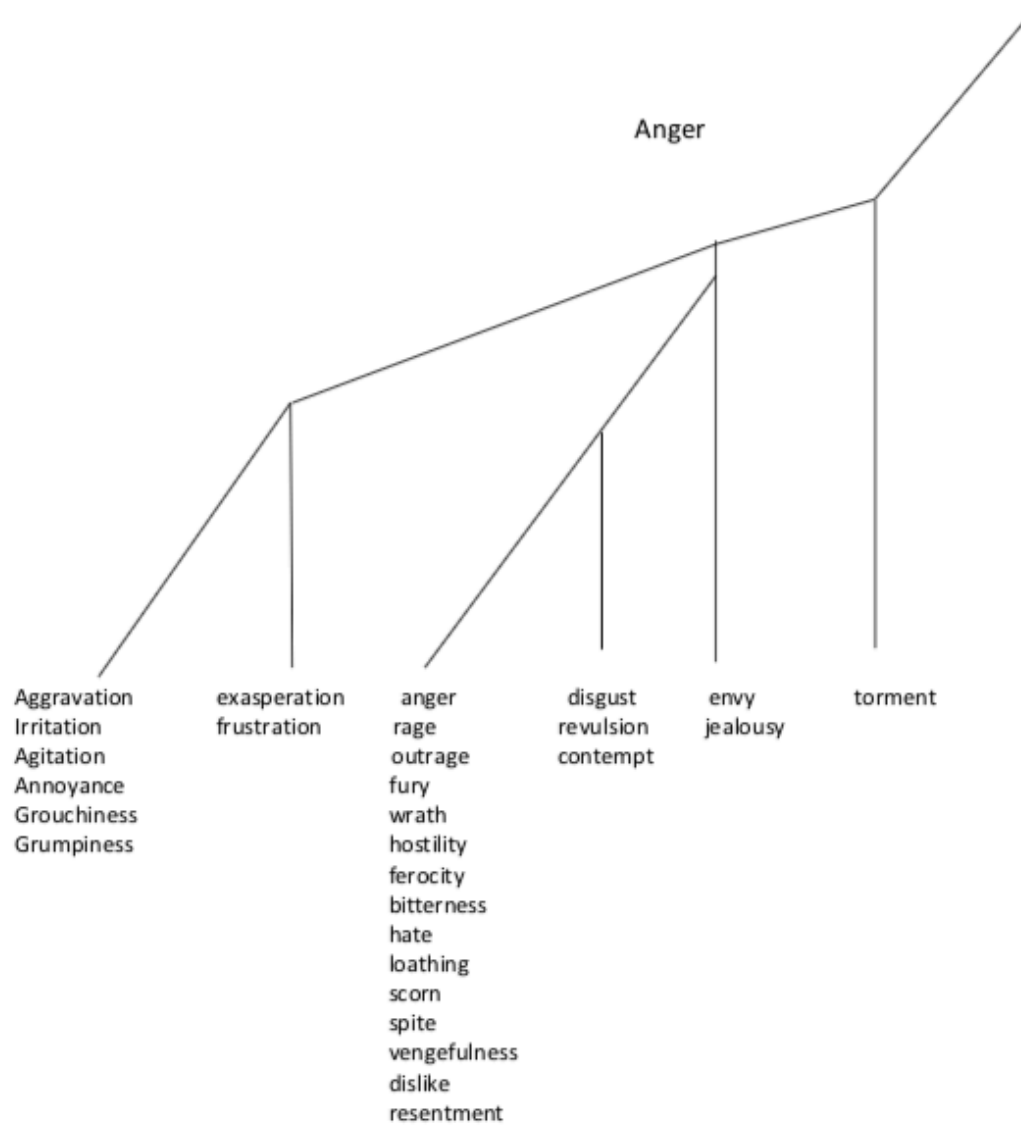 Anger
Aggravation
Irritation
Agitation
Annoyance
Grouchiness
Grumpiness
exasperation
frustration
anger
rage
outrage
fury
wrath
hostility
ferocity
bitterness
hate
loathing
scorn
spite
vengefulness
dislike
resentment
disgust
revulsion
contempt
envy
jealousy
torment